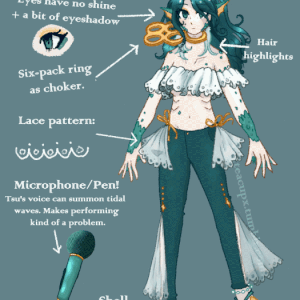 Eyes have no shine
+ a bit of eyeshadow
Hair
highlights
Six-pack ring
as choker.
Lace pattern:
Microphone/Pen!
Tsu's voice can summon tidal
waves. Makes performing
kind of a problem.
Shell